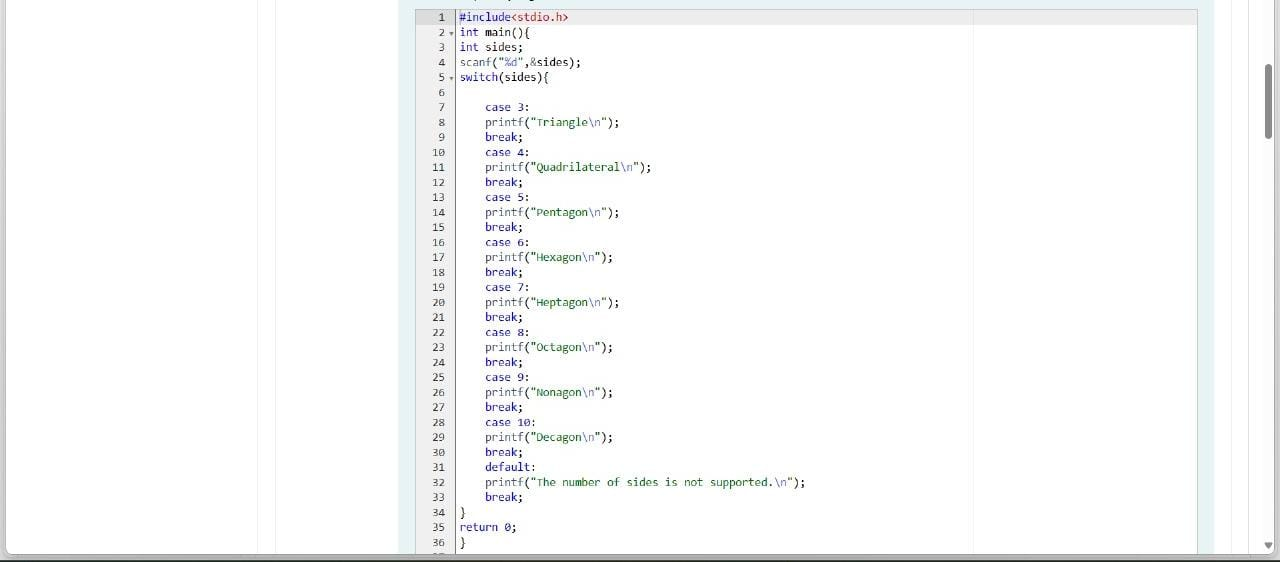 1 #include<stdio.h>
2 int main(){
3 int sides;
4 scanf("%d",&sides);
5 switch(sides){
6
7 case 3:
8 printf("Triangle\n");
9 break;
10 case 4:
11 printf("Quadrilateral\n");
12 break;
13 case 5:
14 printf("Pentagon\n");
15 break;
16 case 6:
17 printf("Hexagon\n");
18 break;
19 case 7:
20 printf("Heptagon\n");
21 break;
22 case 8:
23 printf("Octagon\n");
24 break;
25 case 9:
26 printf("Nonagon\n");
27 break;
28 case 10:
29 printf("Decagon\n");
30 break;
31 default:
32 printf("The number of sides is not supported.\n");
33 break;
34 }
35 return 0;
36 }